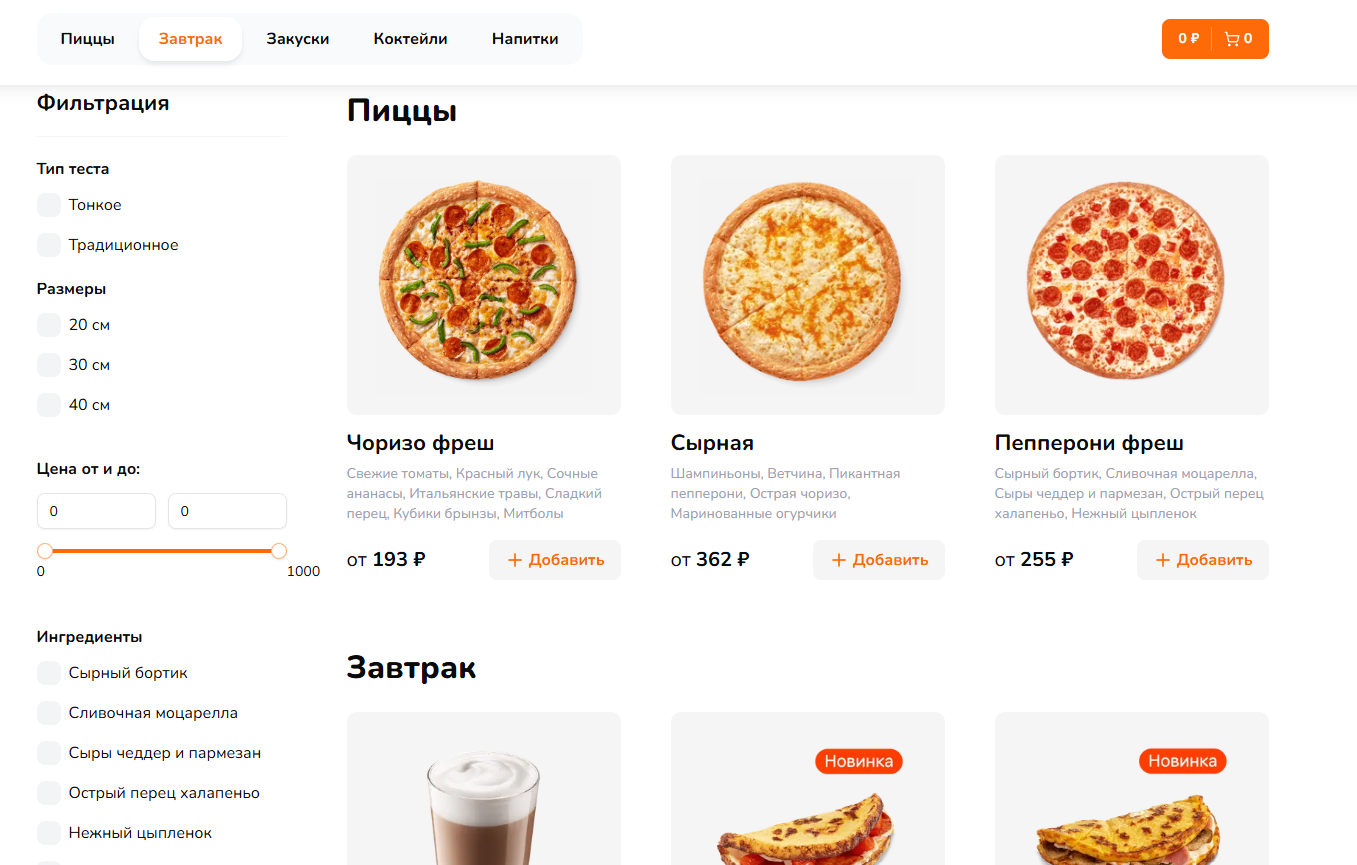 Пиццы
Завтрак
Закуски
Коктейли
Напитки
0 ₽
0
Фильтрация
Тип теста
Тонкое
Традиционное
Размеры
20 см
30 см
40 см
Цена от и до:
0
0
0
1000
Ингредиенты
Сырный бортик
Сливочная моцарелла
Сыры чеддер и пармезан
Острый перец халапеньо
Нежный цыпленок
Пиццы
Чоризо фреш
Свежие томаты, Красный лук, Сочные
ананасы, Итальянские травы, Сладкий
перец, Кубики брынзы, Митболы
от 193 ₽
+ Добавить
Сырная
Шампиньоны, Ветчина, Пикантная
пепперони, Острая чоризо,
Маринованные огурчики
от 362 ₽
+ Добавить
Пепперони фреш
Сырный бортик, Сливочная моцарелла,
Сыры чеддер и пармезан, Острый перец
халапеньо, Нежный цыпленок
от 255 ₽
+ Добавить
Завтрак
Новинка
Новинка